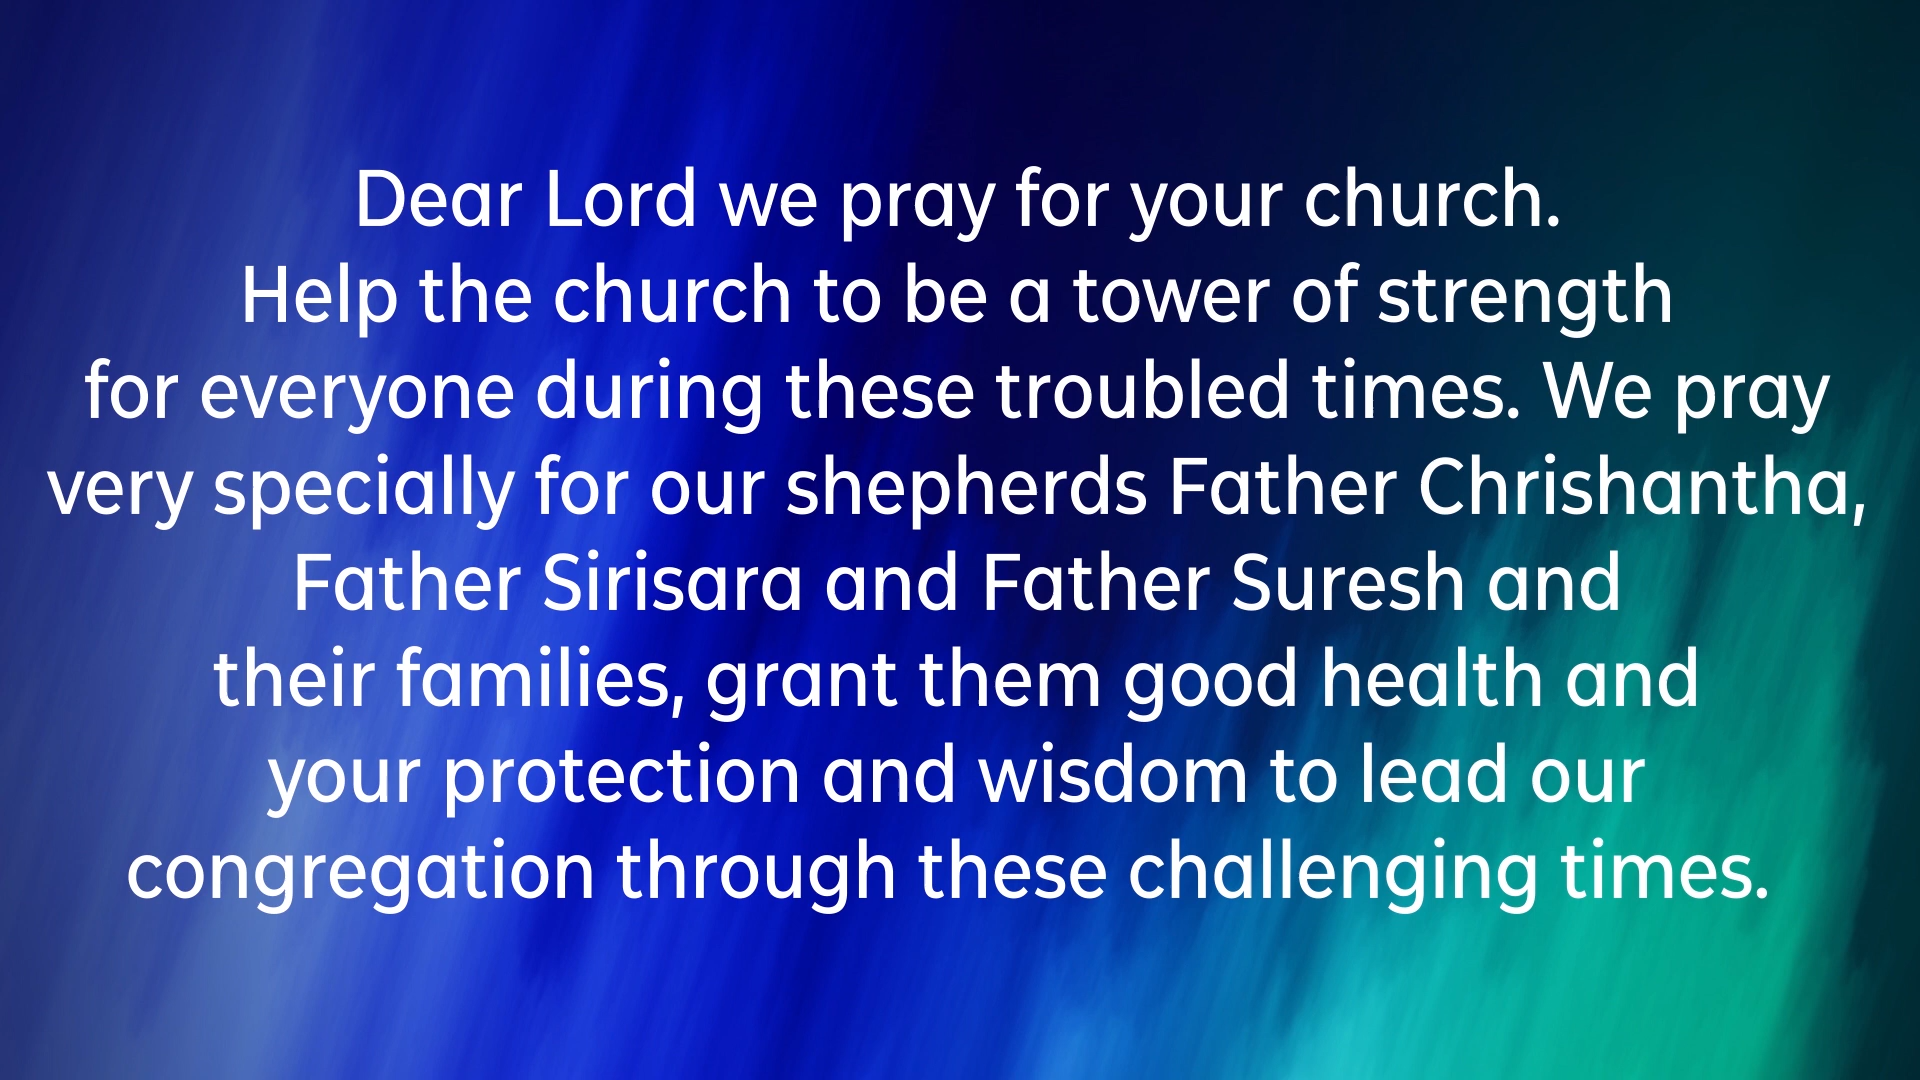 Dear Lord we pray for your church.
Help the church to be a tower of strength
for everyone during these troubled times. We pray
very specially for our shepherds Father Chrishantha,
Father Sirisara and Father Suresh and
their families, grant them good health and
your protection and wisdom to lead our
congregation through these challenging times.